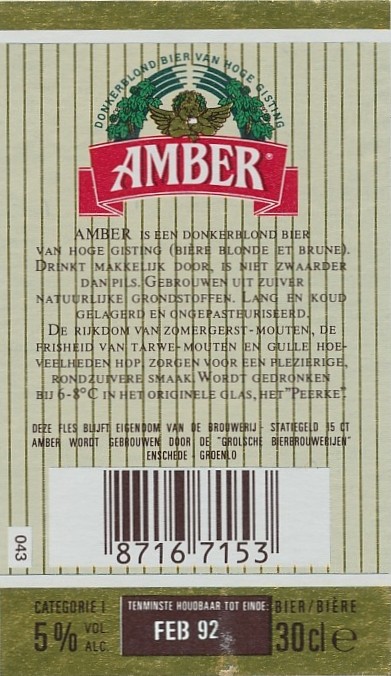 DONKERBLOND BIER VAN HOGE GISTING
AMBER®
AMBER IS EEN DONKERBLOND BIER
VAN HOGE GISTING (BIÈRE BLONDE ET BRUNE).
DRINKT MAKKELIJK DOOR, IS NIET ZWAARDER
DAN PILS. GEBROUWEN UIT ZUIVER
NATUURLIJKE GRONDSTOFFEN. LANG EN KOUD
GELAGERD EN ONGEPASTEURISEERD.
DE RIJKDOM VAN ZOMERGERST-MOUTEN, DE
FRISHEID VAN TARWE-MOUTEN EN GULLE HOE-
VEELHEDEN HOP, ZORGEN VOOR EEN PLEZIERIGE,
RONDZUIVERE SMAAK. WORDT GEDRONKEN
BIJ 6-8°C IN HET ORIGINELE GLAS, HET "PEERKE".
DEZE FLES BLIJFT EIGENDOM VAN DE BROUWERIJ - STATIEGELD 15 CT
AMBER WORDT GEBROUWEN DOOR DE "GROLSCHE BIERBROUWERIJEN"
ENSCHEDE - GROENLO
043
8716 7153
CATEGORIE I
5% VOL ALC.
TENMINSTE HOUDBAAR TOT EINDE:
FEB 92
BIER/BIÈRE
30cl e